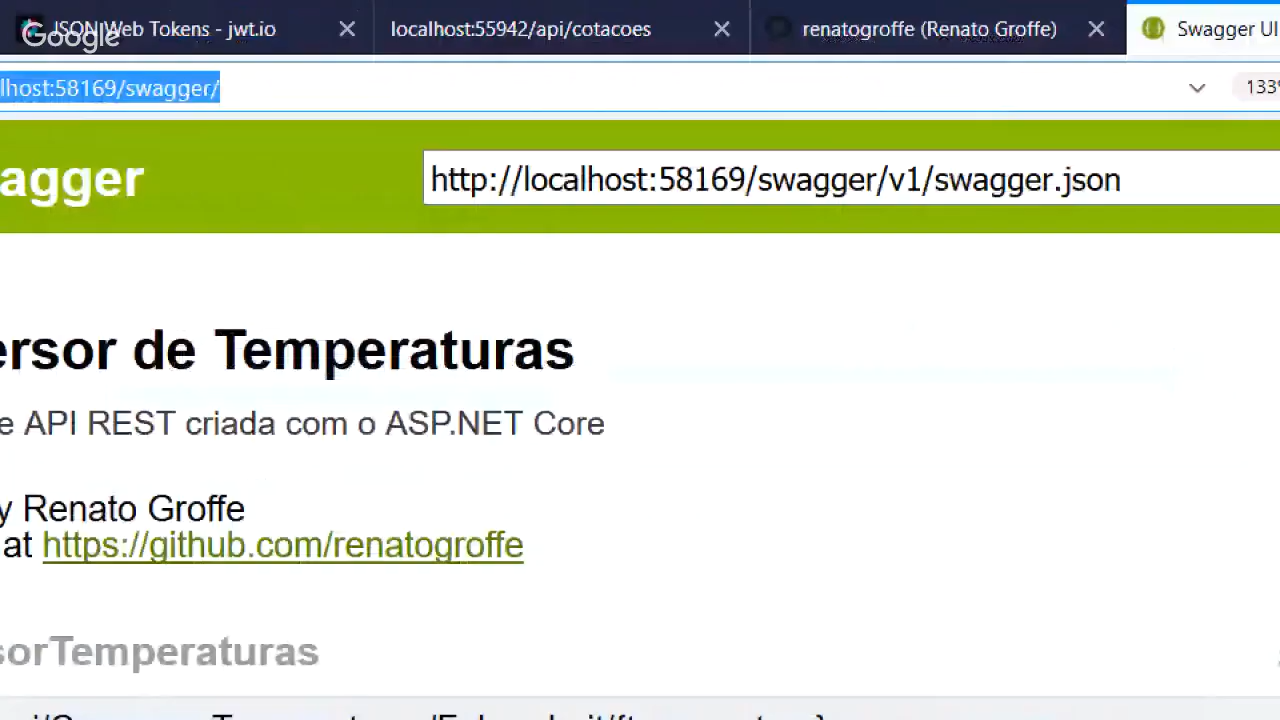 JSON Web Tokens - jwt.io
Google
localhost:55942/api/cotacoes
renatogroffe (Renato Groffe)
Swagger UI
lhost:58169/swagger/
133%
agger
http://localhost:58169/swagger/v1/swagger.json
ersor de Temperaturas
e API REST criada com o ASP.NET Core
y Renato Groffe
at https://github.com/renatogroffe
sorTemperaturas